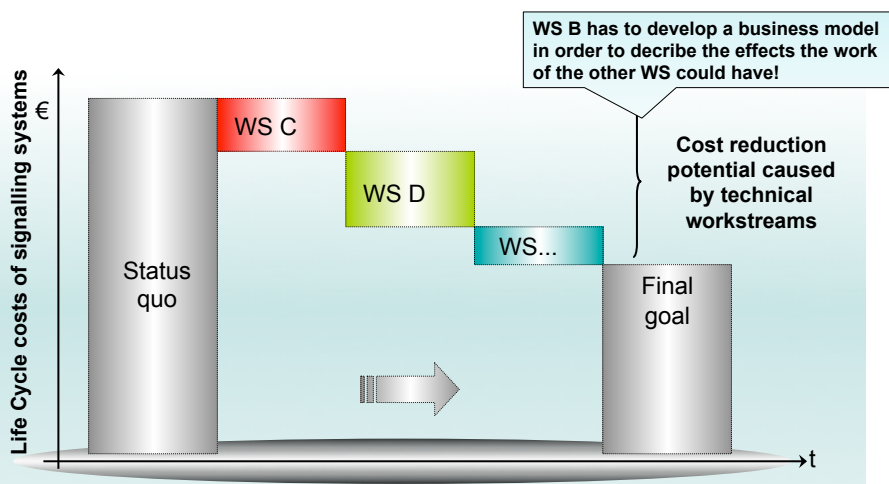 WS B has to develop a business model
in order to decribe the effects the work
of the other WS could have!
Life Cycle costs of signalling systems
€
WS C
WS D
WS...
Status
quo
Final
goal
Cost reduction
potential caused
by technical
workstreams
t